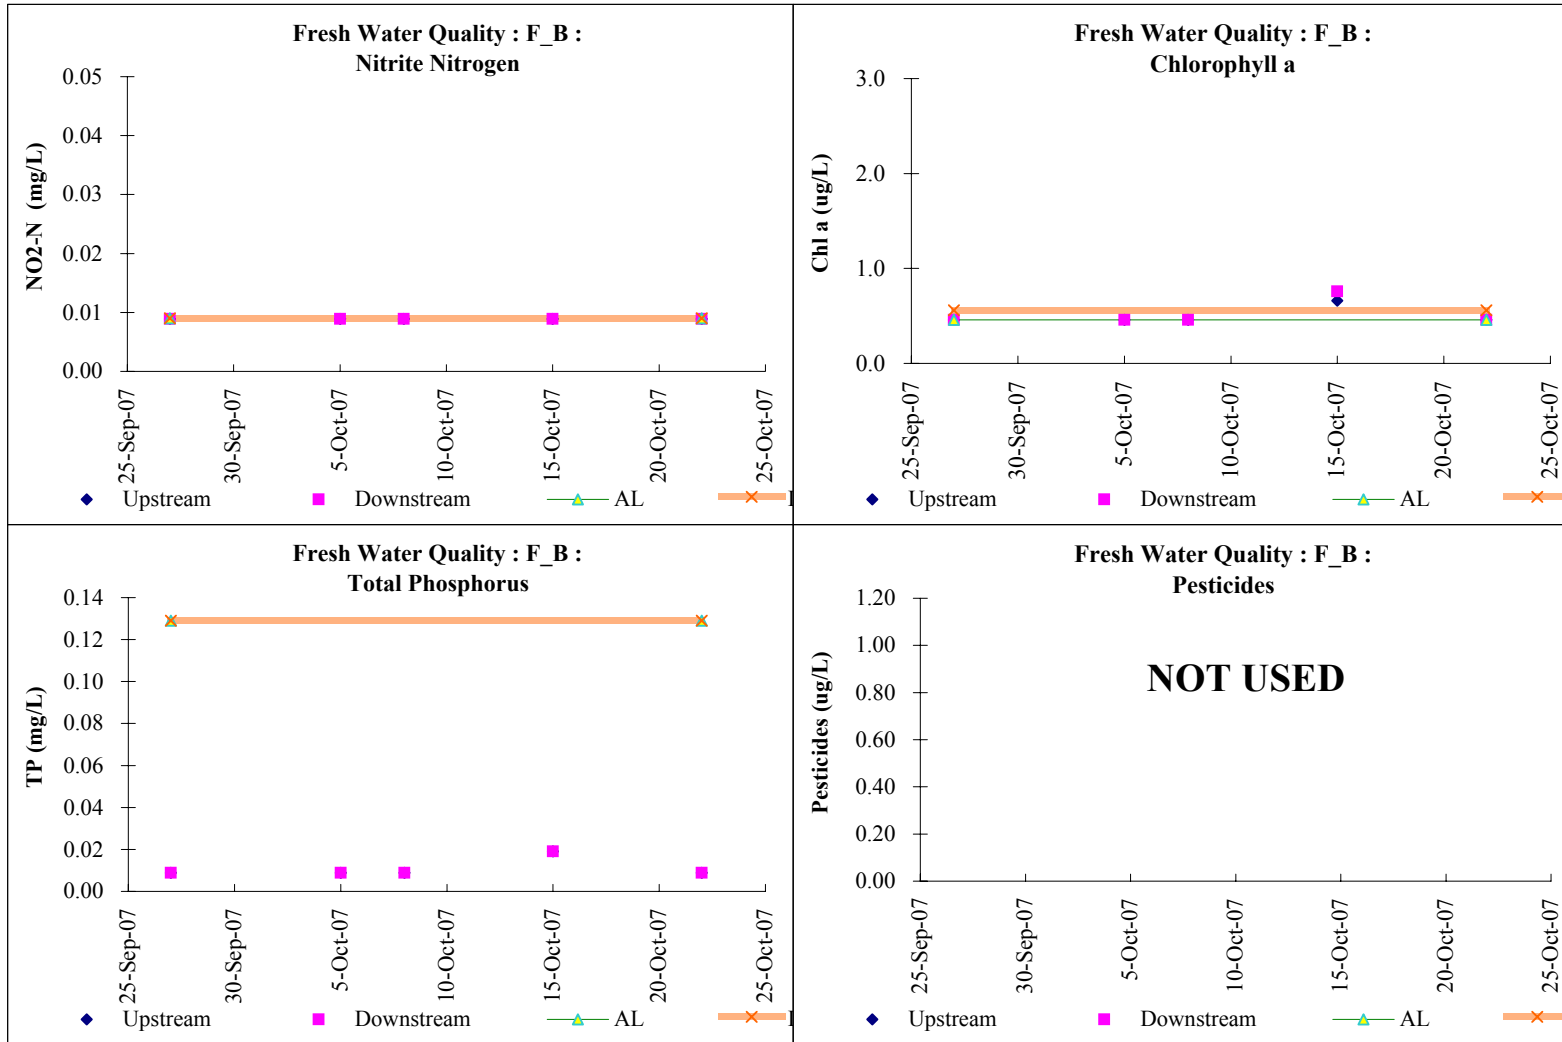 Fresh Water Quality : F_B :
Nitrite Nitrogen
NO2-N (mg/L)
0.05
0.04
0.03
0.02
0.01
0.00
25-Sep-07
30-Sep-07
5-Oct-07
10-Oct-07
15-Oct-07
20-Oct-07
25-Oct-07
Upstream
Downstream
AL
Fresh Water Quality : F_B :
Chlorophyll a
Chl a (ug/L)
3.0
2.0
1.0
0.0
25-Sep-07
30-Sep-07
5-Oct-07
10-Oct-07
15-Oct-07
20-Oct-07
25-Oct-07
Upstream
Downstream
AL
Fresh Water Quality : F_B :
Total Phosphorus
TP (mg/L)
0.14
0.12
0.10
0.08
0.06
0.04
0.02
0.00
25-Sep-07
30-Sep-07
5-Oct-07
10-Oct-07
15-Oct-07
20-Oct-07
25-Oct-07
Upstream
Downstream
AL
Fresh Water Quality : F_B :
Pesticides
Pesticides (ug/L)
1.20
1.00
0.80
0.60
0.40
0.20
0.00
NOT USED
25-Sep-07
30-Sep-07
5-Oct-07
10-Oct-07
15-Oct-07
20-Oct-07
25-Oct-07
Upstream
Downstream
AL